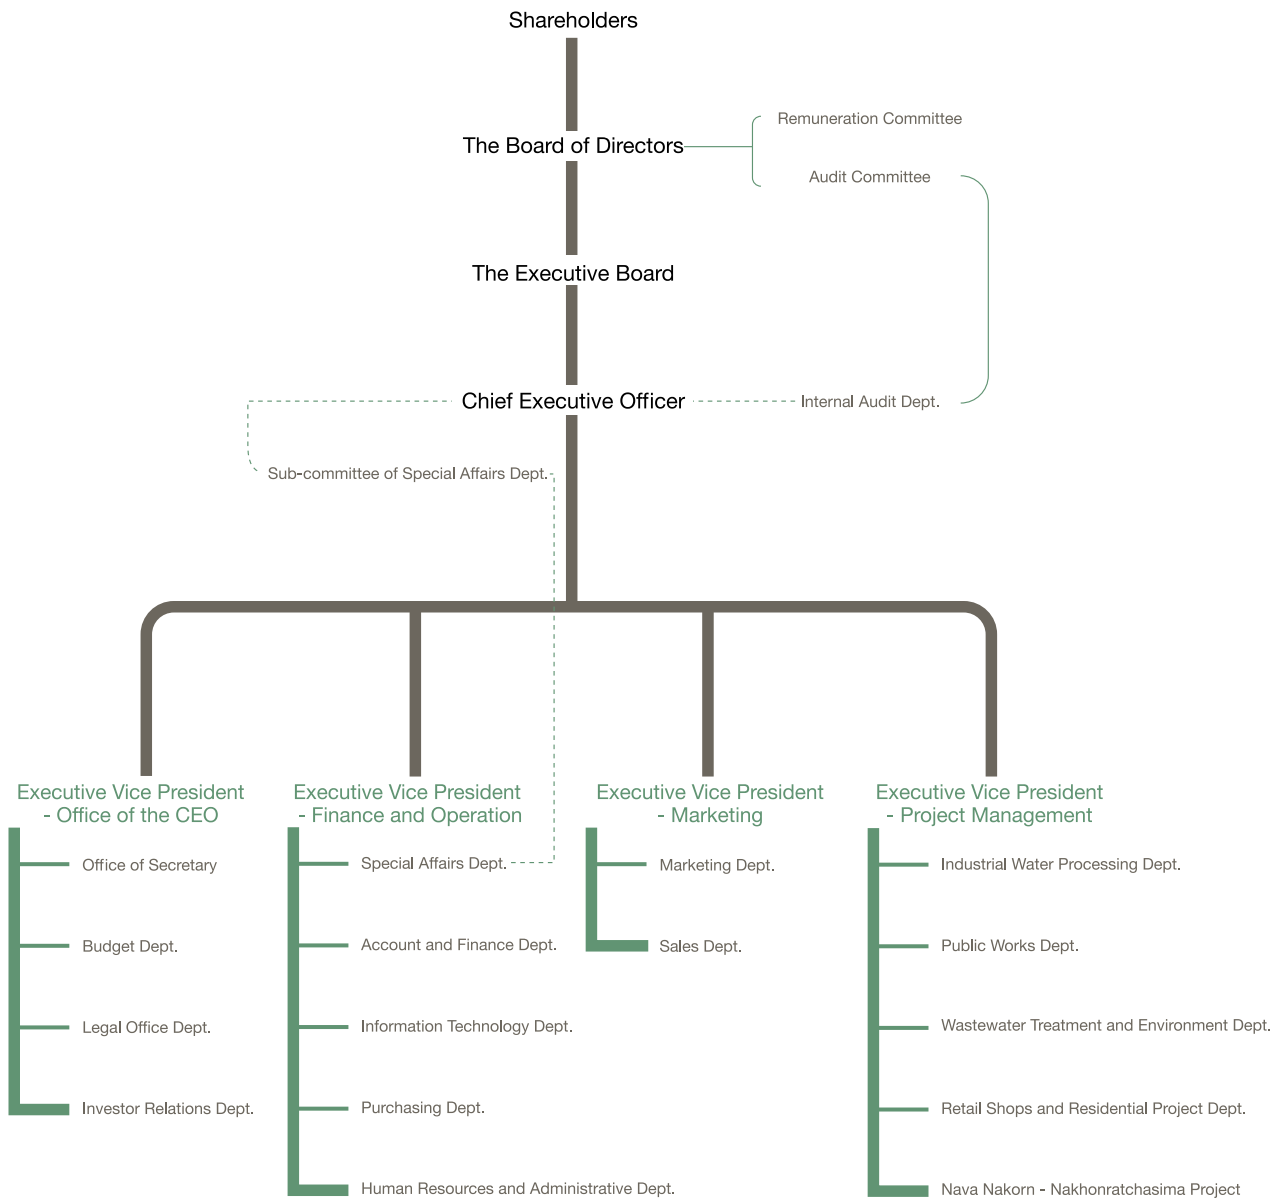 Shareholders
Remuneration Committee
The Board of Directors
Audit Committee
The Executive Board
Chief Executive Officer
Internal Audit Dept.
Sub-committee of Special Affairs Dept.
Executive Vice President
- Office of the CEO
Office of Secretary
Budget Dept.
Legal Office Dept.
Investor Relations Dept.
Executive Vice President
- Finance and Operation
Special Affairs Dept.
Account and Finance Dept.
Information Technology Dept.
Purchasing Dept.
Human Resources and Administrative Dept.
Executive Vice President
- Marketing
Marketing Dept.
Sales Dept.
Executive Vice President
- Project Management
Industrial Water Processing Dept.
Public Works Dept.
Wastewater Treatment and Environment Dept.
Retail Shops and Residential Project Dept.
Nava Nakorn - Nakhonratchasima Project